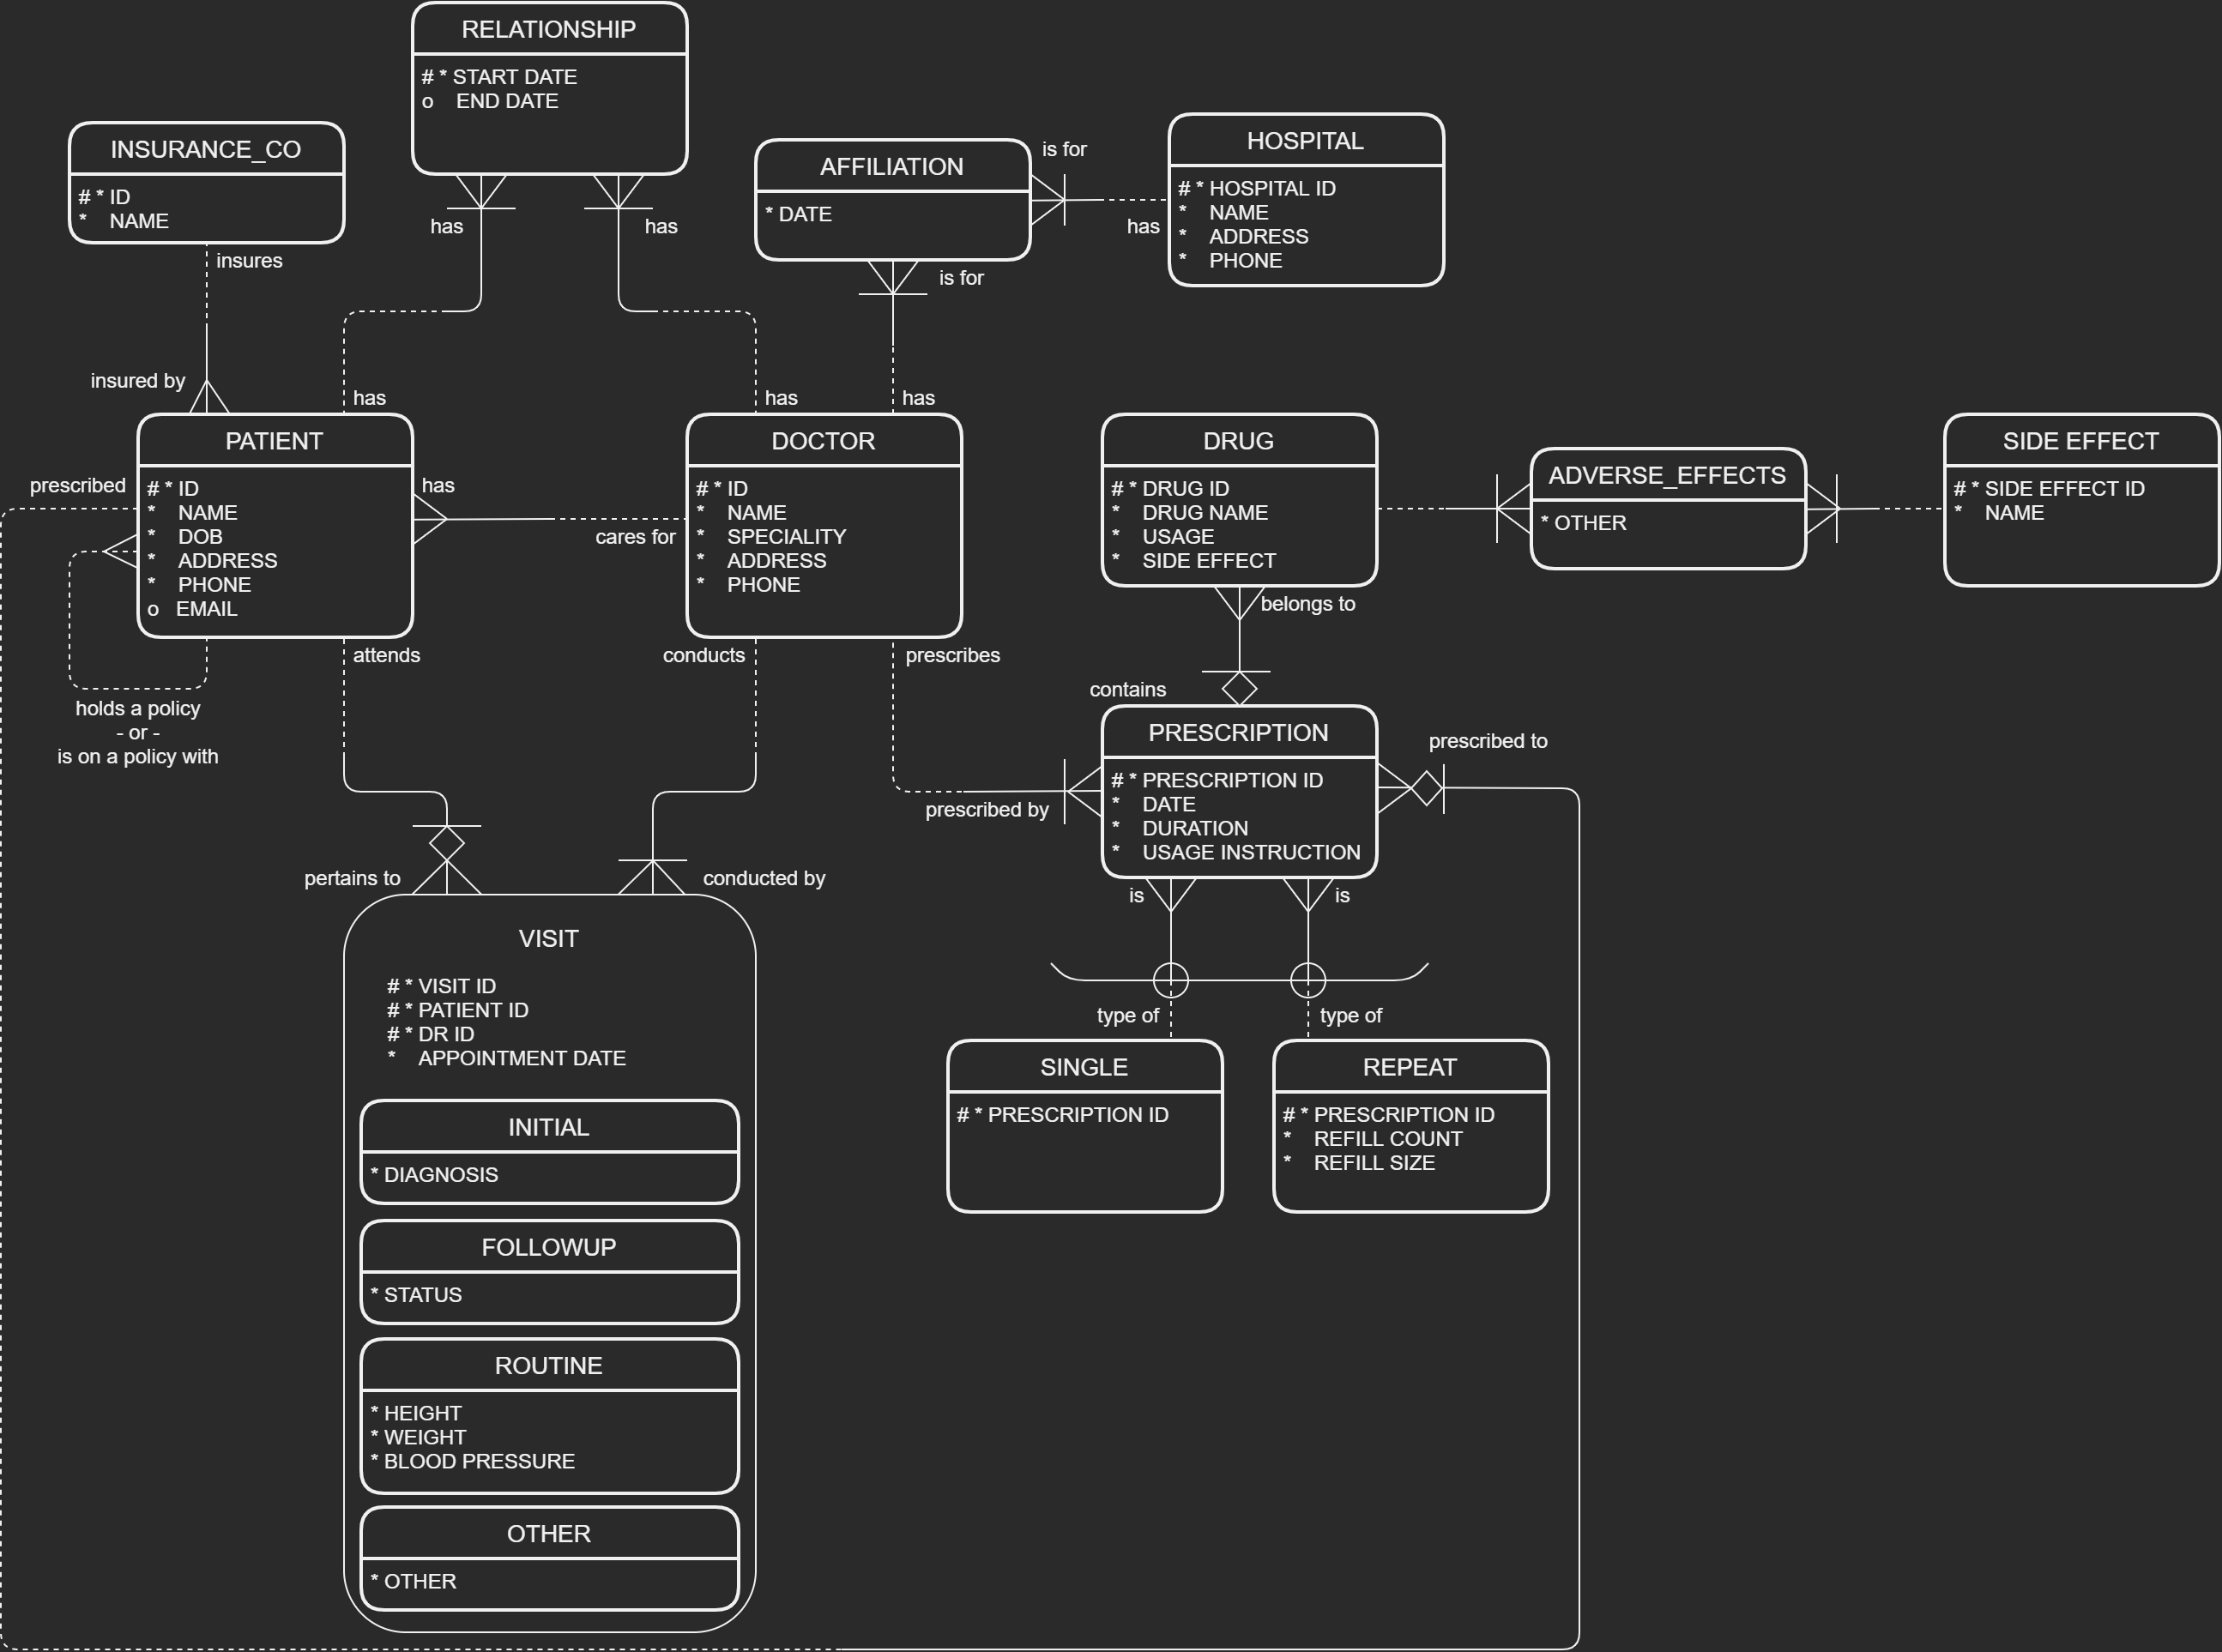 RELATIONSHIP
# * START DATE
o END DATE
INSURANCE_CO
# * ID
* NAME
insures
insured by
has
has
AFFILIATION
* DATE
is for
has
is for
HOSPITAL
# * HOSPITAL ID
* NAME
* ADDRESS
* PHONE
has
has
has
PATIENT
# * ID
* NAME
* DOB
* ADDRESS
* PHONE
o EMAIL
prescribed
has
cares for
DOCTOR
# * ID
* NAME
* SPECIALITY
* ADDRESS
* PHONE
DRUG
# * DRUG ID
* DRUG NAME
* USAGE
* SIDE EFFECT
ADVERSE_EFFECTS
* OTHER
SIDE EFFECT
# * SIDE EFFECT ID
* NAME
belongs to
attends
conducts
prescribes
holds a policy
- or -
is on a policy with
contains
PRESCRIPTION
# * PRESCRIPTION ID
* DATE
* DURATION
* USAGE INSTRUCTION
prescribed to
prescribed by
pertains to
conducted by
is
is
VISIT
# * VISIT ID
# * PATIENT ID
# * DR ID
* APPOINTMENT DATE
type of
type of
SINGLE
# * PRESCRIPTION ID
REPEAT
# * PRESCRIPTION ID
* REFILL COUNT
* REFILL SIZE
INITIAL
* DIAGNOSIS
FOLLOWUP
* STATUS
ROUTINE
* HEIGHT
* WEIGHT
* BLOOD PRESSURE
OTHER
* OTHER